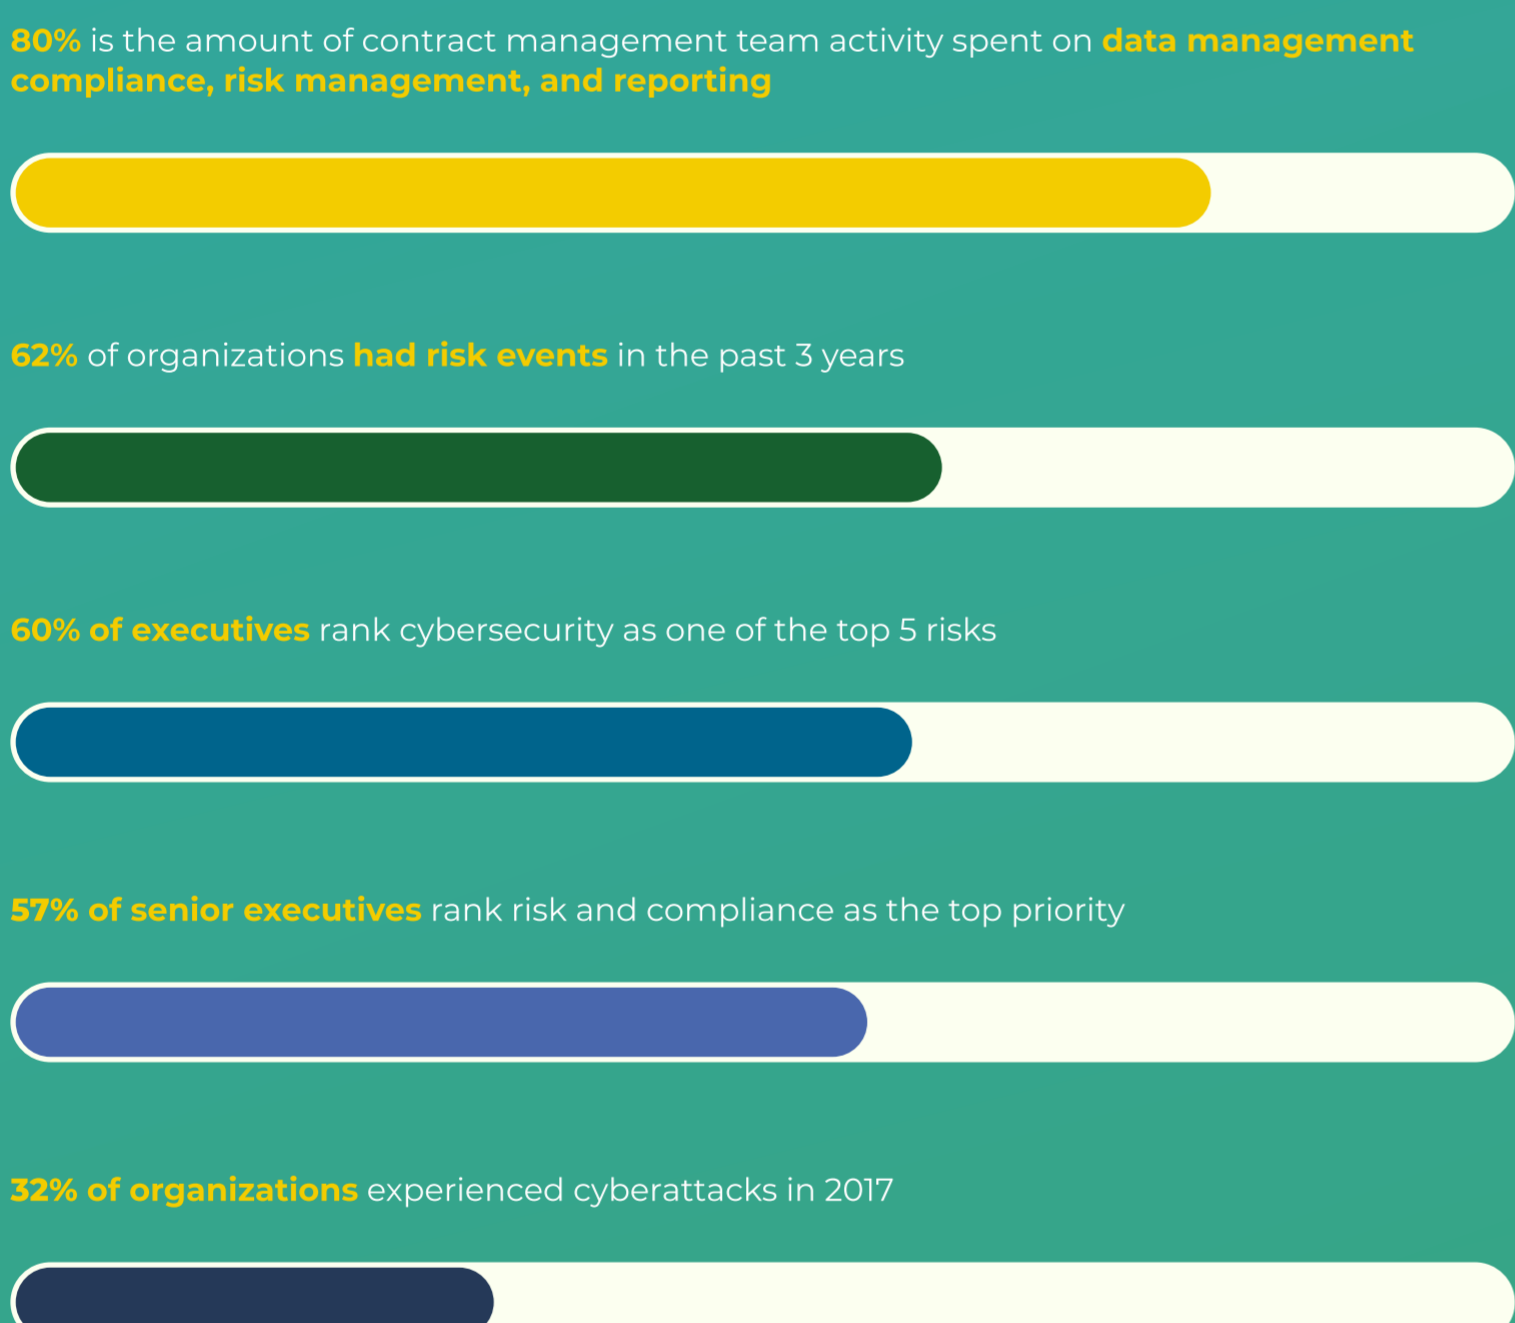 80% is the amount of contract management team activity spent on data management
compliance, risk management, and reporting
62% of organizations had risk events in the past 3 years
60% of executives rank cybersecurity as one of the top 5 risks
57% of senior executives rank risk and compliance as the top priority
32% of organizations experienced cyberattacks in 2017